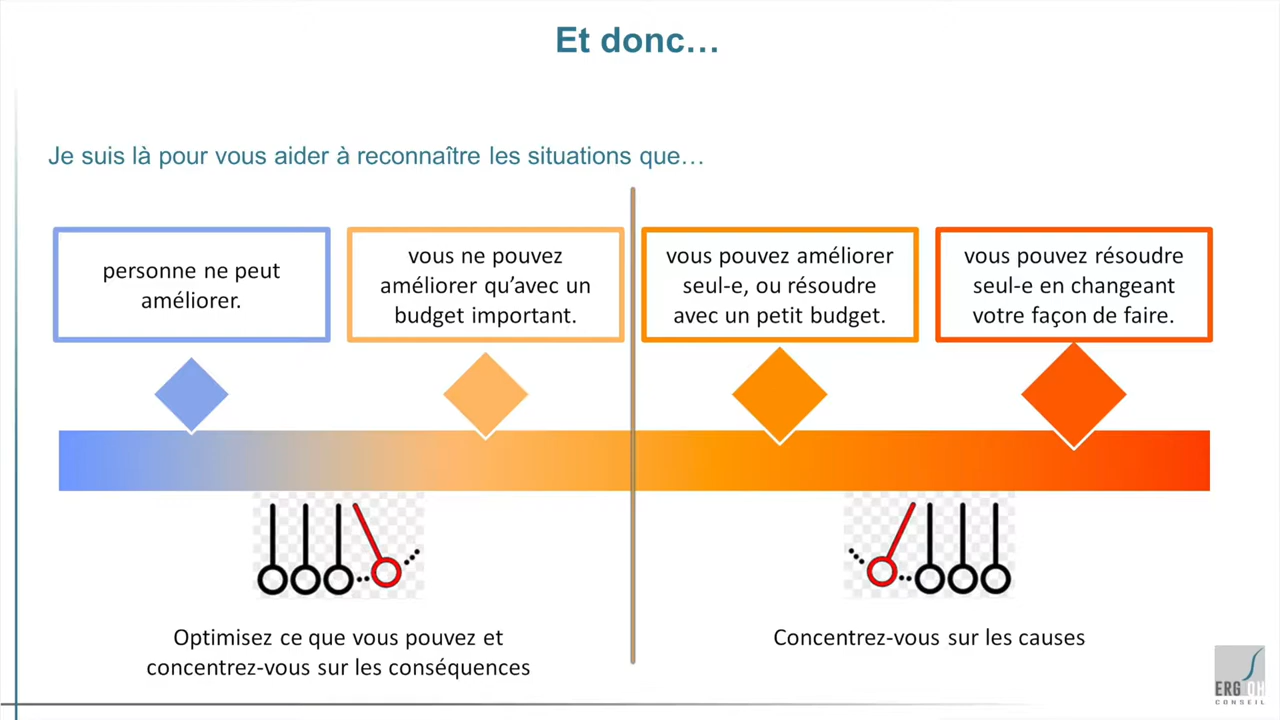 Et donc…
Je suis là pour vous aider à reconnaître les situations que…
personne ne peut
améliorer.
vous ne pouvez
améliorer qu’avec un
budget important.
vous pouvez améliorer
seul-e, ou résoudre
avec un petit budget.
vous pouvez résoudre
seul-e en changeant
votre façon de faire.
Optimisez ce que vous pouvez et
concentrez-vous sur les conséquences
Concentrez-vous sur les causes
ERG OH
CONSEIL